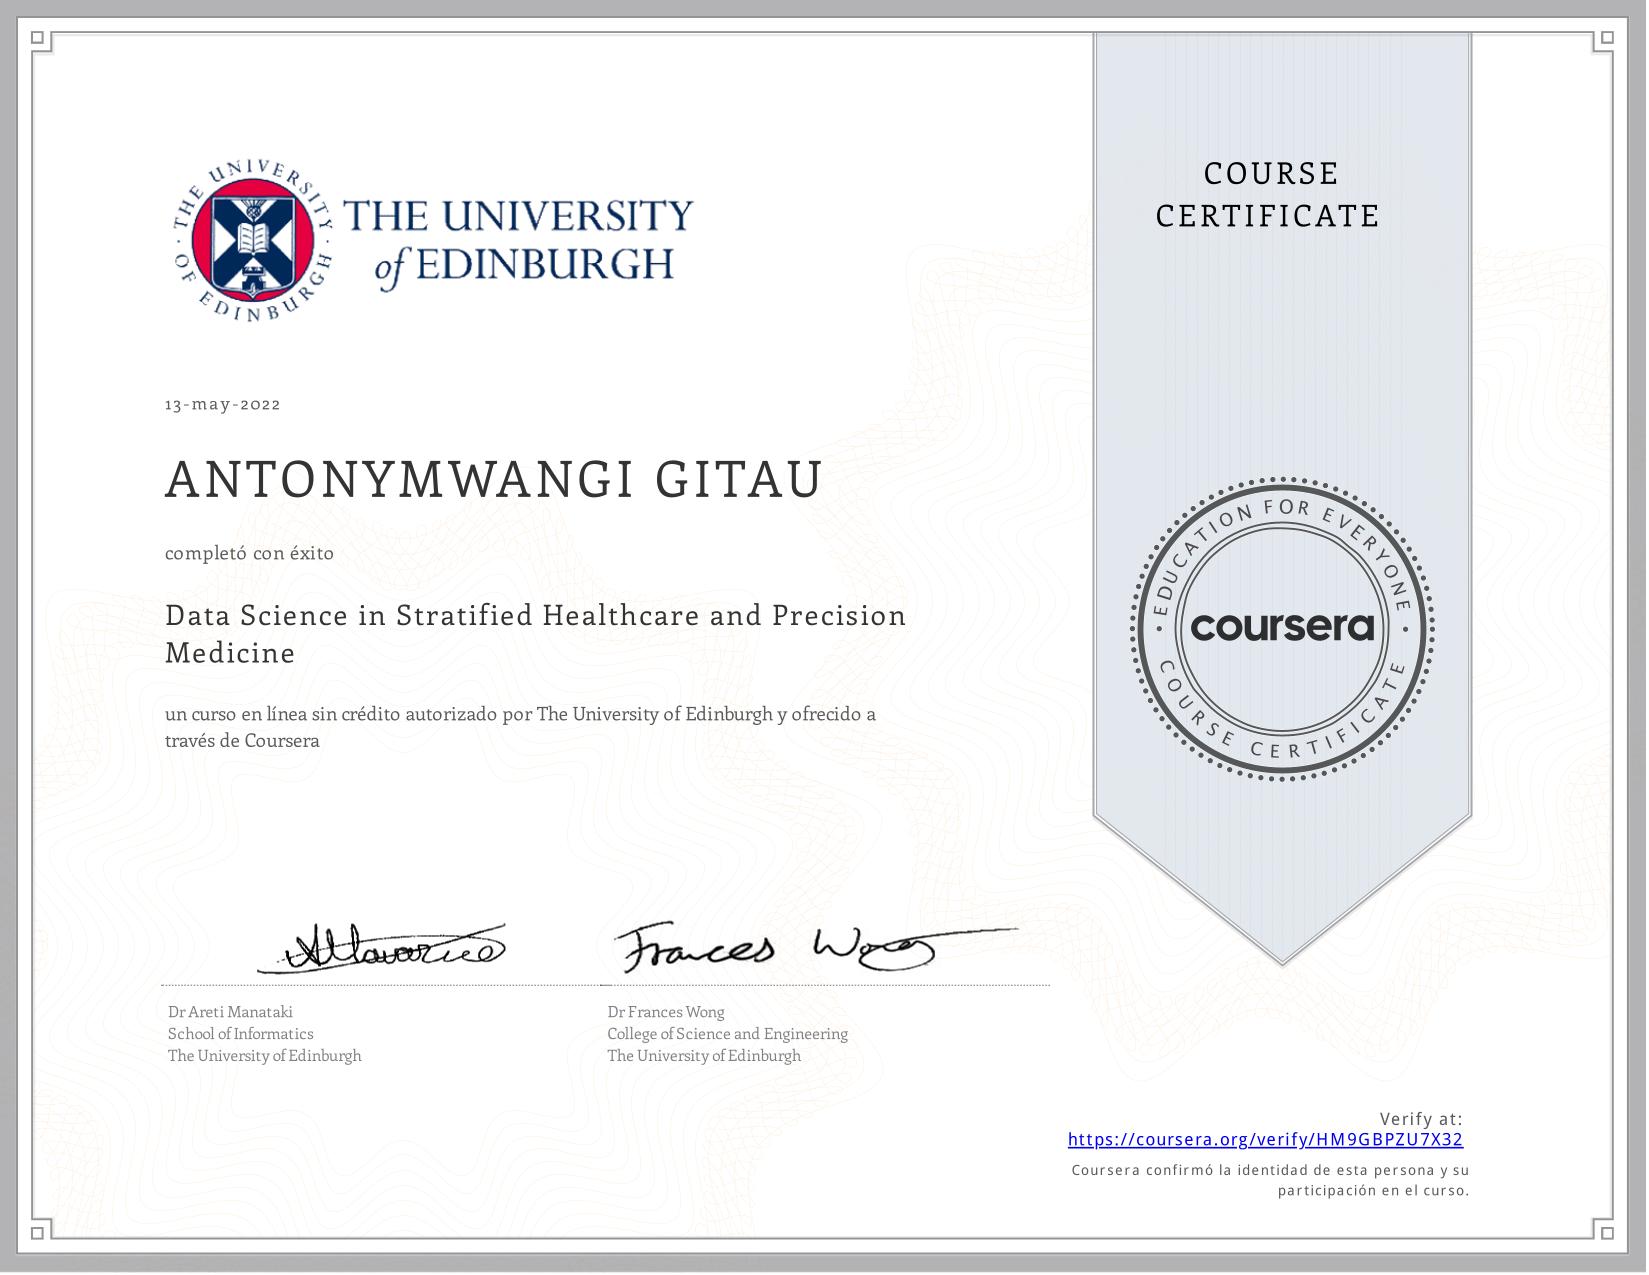 THE UNIVERSITY OF EDINBURGH
THE UNIVERSITY
of EDINBURGH
COURSE
CERTIFICATE
13-may-2022
ANTONYMWANGI GITAU
completó con éxito
Data Science in Stratified Healthcare and Precision
Medicine
un curso en línea sin crédito autorizado por The University of Edinburgh y ofrecido a
través de Coursera
EDUCATION FOR EVERYONE
coursera
COURSE CERTIFICATE
Frances Wong
Dr Areti Manataki
School of Informatics
The University of Edinburgh
Dr Frances Wong
College of Science and Engineering
The University of Edinburgh
Verify at:
https://coursera.org/verify/HM9GBPZU7X32
Coursera confirmó la identidad de esta persona y su
participación en el curso.